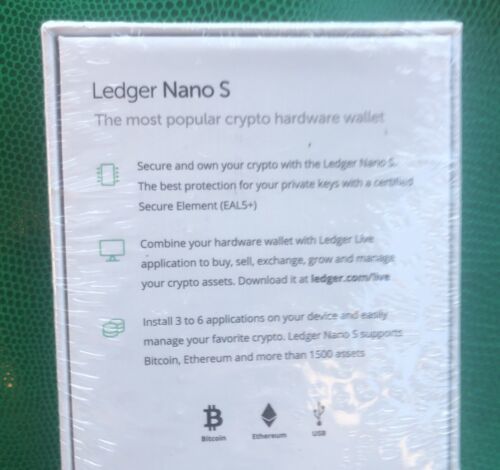 Ledger Nano S
The most popular crypto hardware wallet
Secure and own your crypto with the Ledger Nano S.
The best protection for your private keys with a certified
Secure Element (EAL5+)
Combine your hardware wallet with Ledger Live
application to buy, sell, exchange, grow and manage
your crypto assets. Download it at ledger.com/live
Install 3 to 6 applications on your device and easily
manage your favorite crypto. Ledger Nano S supports
Bitcoin, Ethereum and more than 1500 assets
Bitcoin Ethereum USB